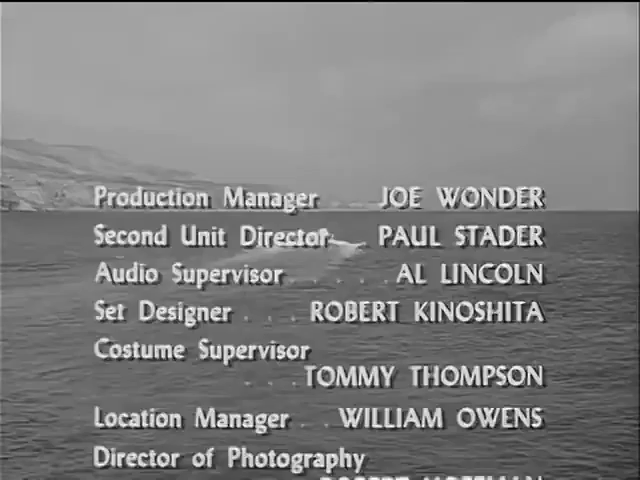 Production Manager JOE WONDER
Second Unit Director PAUL STADER
Audio Supervisor . . . . . AL LINCOLN
Set Designer . . . ROBERT KINOSHITA
Costume Supervisor
. . . TOMMY THOMPSON
Location Manager . . WILLIAM OWENS
Director of Photography
ROBERT